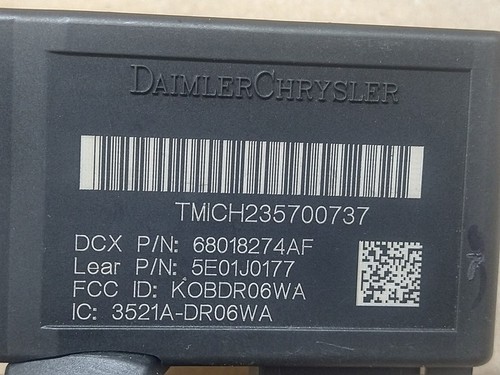 DAIMLERCHRYSLER
TMICH235700737
DCX P/N: 68018274AF
Lear P/N: 5E01J0177
FCC ID: KOBDR06WA
IC: 3521A-DR06WA